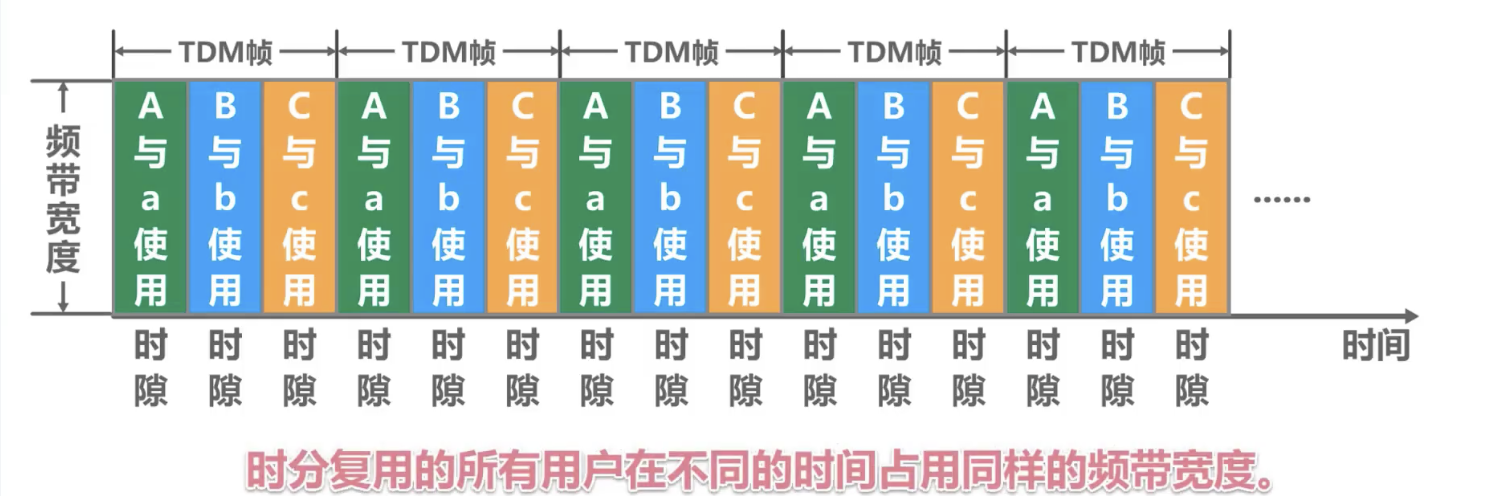 TDM帧 TDM帧 TDM帧 TDM帧 TDM帧
频带宽度
A与a使用
B与b使用
C与c使用
A与a使用
B与b使用
C与c使用
A与a使用
B与b使用
C与c使用
A与a使用
B与b使用
C与c使用
A与a使用
B与b使用
C与c使用
……
时隙 时隙 时隙 时隙 时隙 时隙 时隙 时隙 时隙 时隙 时隙 时隙 时隙 时隙 时隙
时间
时分复用的所有用户在不同的时间占用同样的频带宽度。